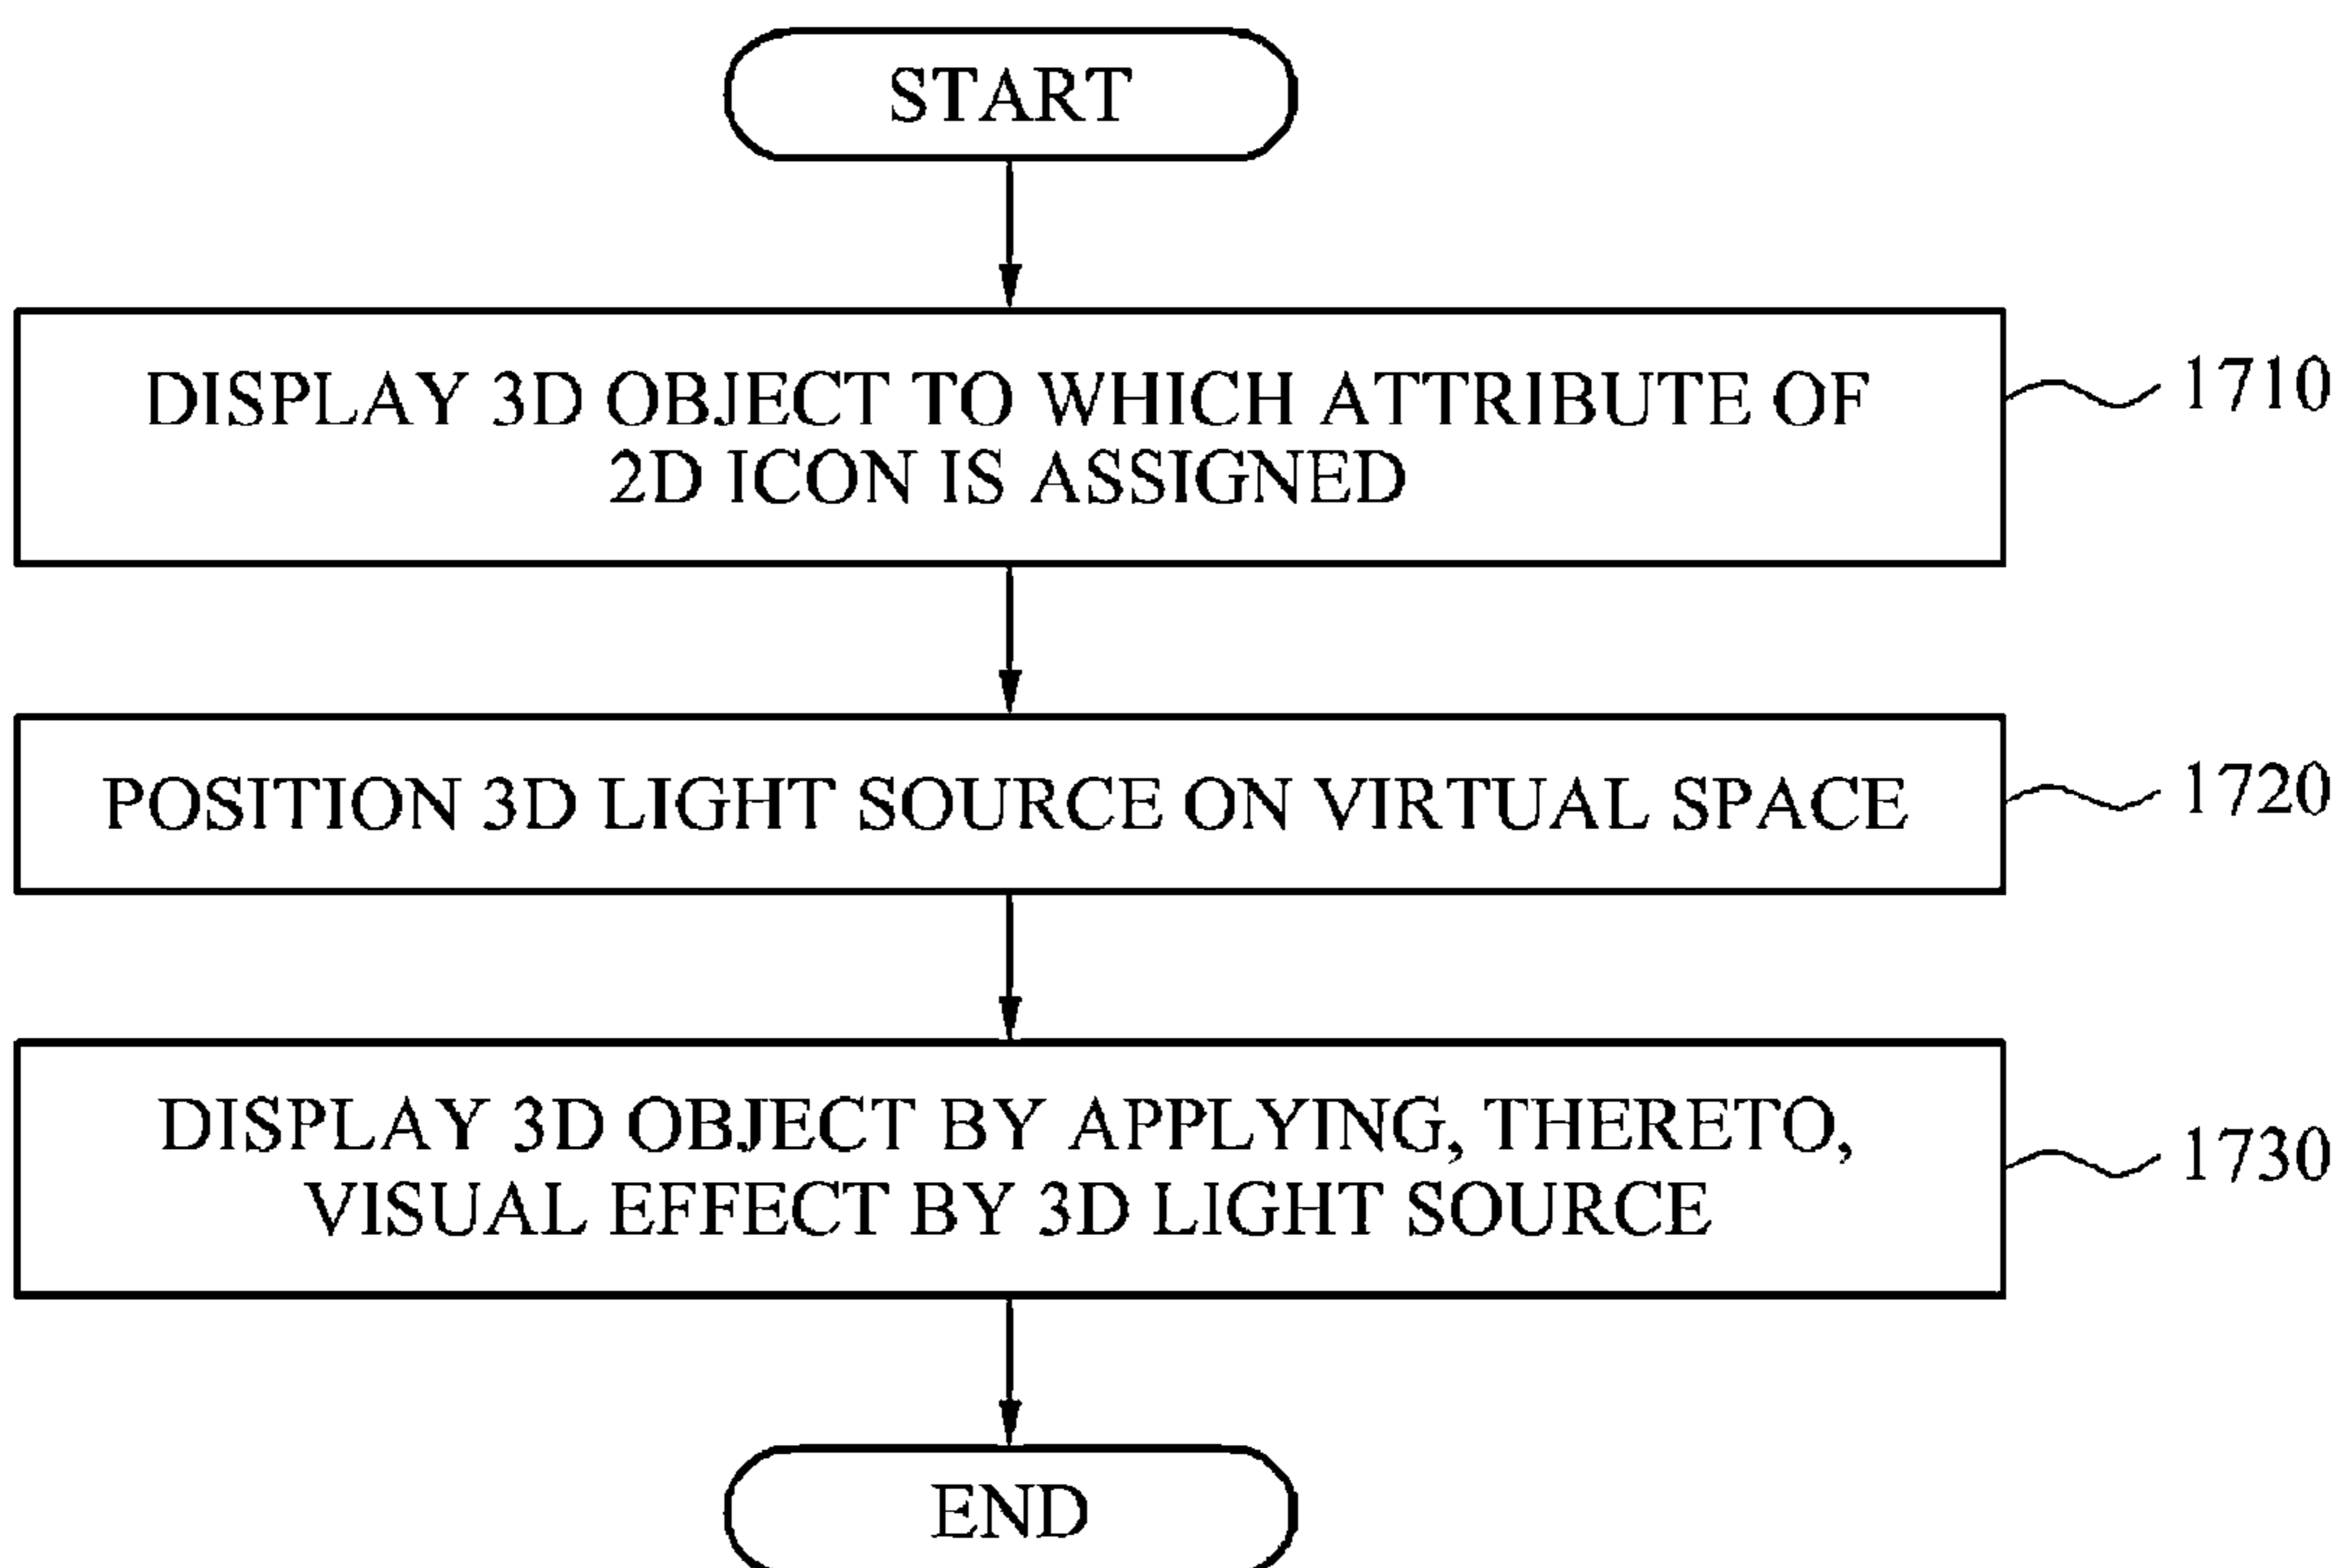 START
DISPLAY 3D OBJECT TO WHICH ATTRIBUTE OF
2D ICON IS ASSIGNED
1710
POSITION 3D LIGHT SOURCE ON VIRTUAL SPACE
1720
DISPLAY 3D OBJECT BY APPLYING, THERETO,
VISUAL EFFECT BY 3D LIGHT SOURCE
1730
END